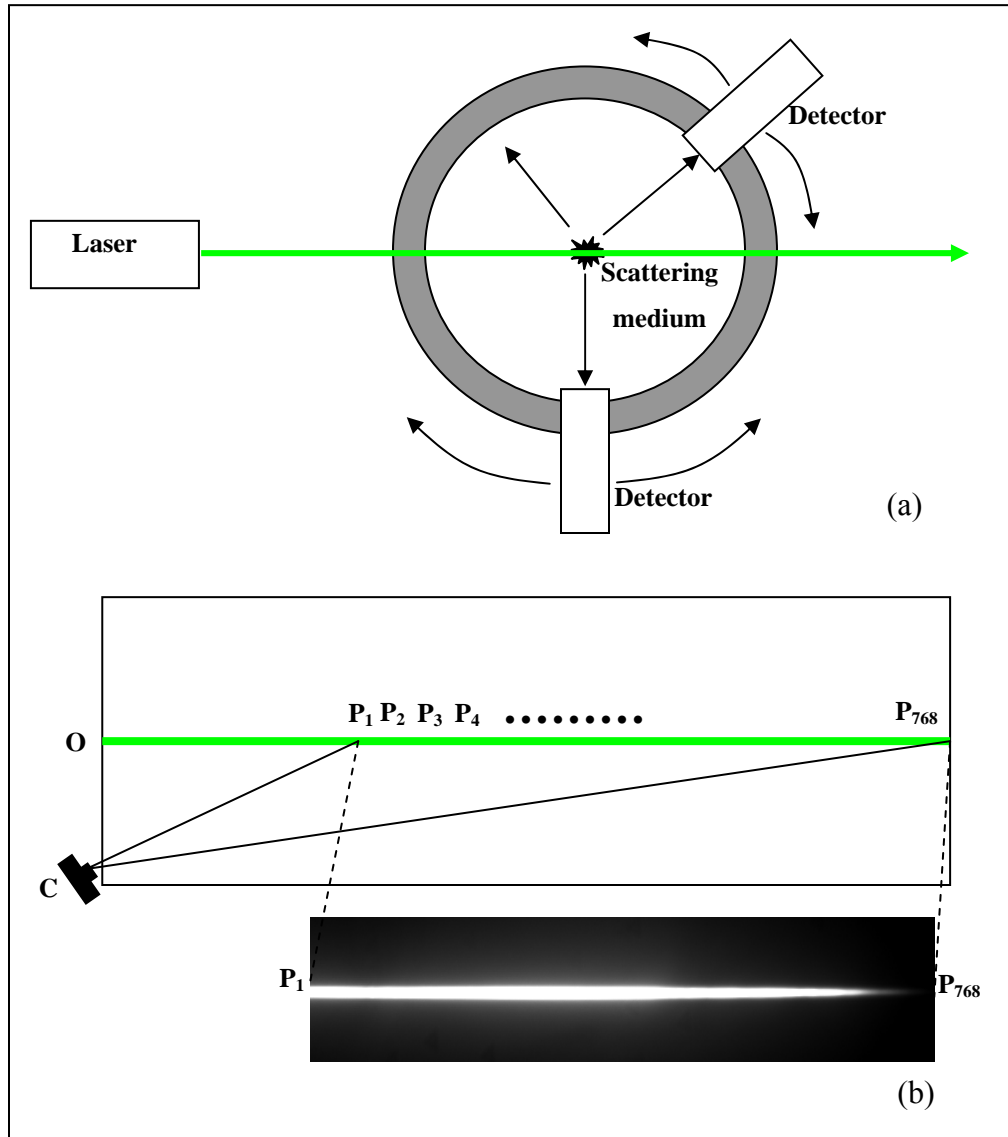 Detector
Laser
Scattering
medium
Detector
(a)
P₁ P₂ P₃ P₄ ......... P₇₆₈
O
C
P₁ P₇₆₈
(b)